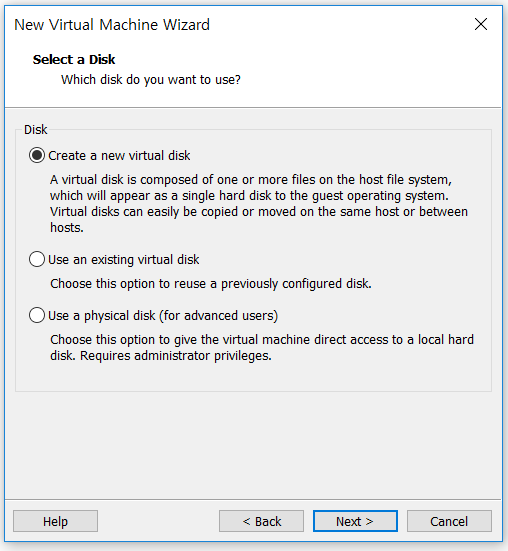 New Virtual Machine Wizard
Select a Disk
Which disk do you want to use?
Disk
Create a new virtual disk
A virtual disk is composed of one or more files on the host file system,
which will appear as a single hard disk to the guest operating system.
Virtual disks can easily be copied or moved on the same host or between
hosts.
Use an existing virtual disk
Choose this option to reuse a previously configured disk.
Use a physical disk (for advanced users)
Choose this option to give the virtual machine direct access to a local hard
disk. Requires administrator privileges.
Help
< Back
Next >
Cancel